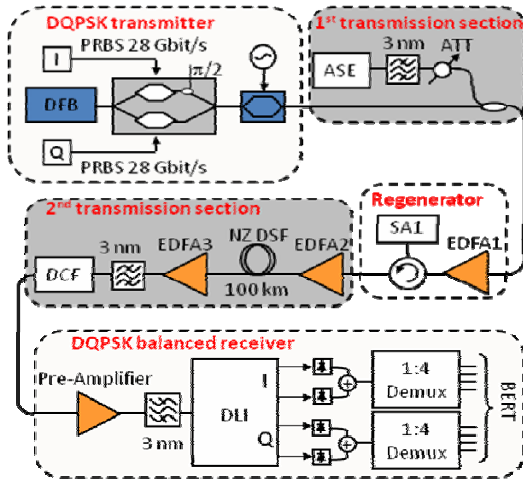 DQPSK transmitter
PRBS 28 Gbit/s
I
π/2
DFB
Q
PRBS 28 Gbit/s
1st transmission section
3 nm
ATT
ASE
Regenerator
SA1
EDFA1
2nd transmission section
NZ DSF
EDFA2
EDFA3
3 nm
DCF
100 km
DQPSK balanced receiver
Pre-Amplifier
3 nm
DLI
I
Q
1:4
Demux
1:4
Demux
BERT